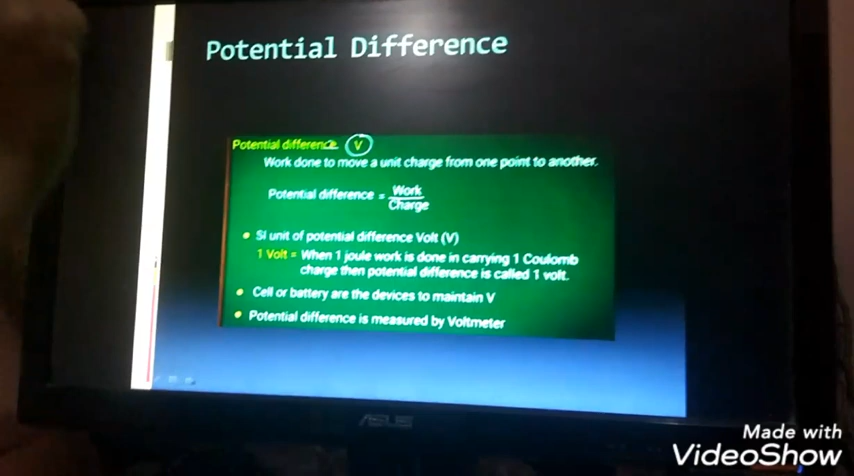 Potential Difference
Potential difference V
Work done to move a unit charge from one point to another.
Potential difference = Work
Charge
SI unit of potential difference Volt (V)
1 Volt = When 1 joule work is done in carrying 1 Coulomb
charge then potential difference is called 1 volt.
Cell or battery are the devices to maintain V
Potential difference is measured by Voltmeter
ASUS
Made with
VideoShow